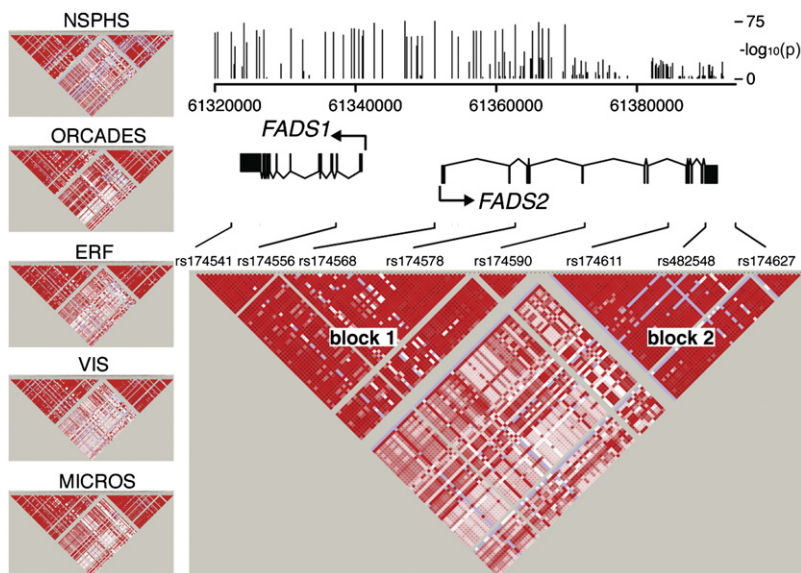 NSPHS
ORCADES
ERF
VIS
MICROS
75
-log10(p)
0
61320000 61340000 61360000 61380000
FADS1
FADS2
rs174541 rs174556 rs174568 rs174578 rs174590 rs174611 rs482548 rs174627
block 1 block 2